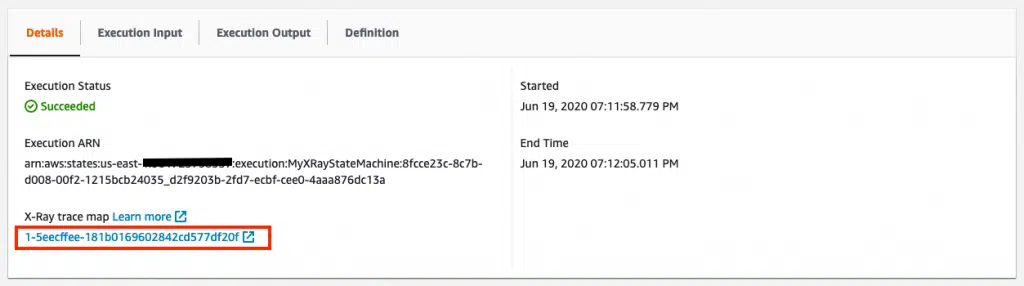 Details Execution Input Execution Output Definition
Execution Status
Succeeded
Execution ARN
arn:aws:states:us-east- :execution:MyXRayStateMachine:8fcce23c-8c7b-
d008-00f2-1215bcb24035_d2f9203b-2fd7-ecbf-cee0-4aaa876dc13a
X-Ray trace map Learn more
1-5eecffee-181b0169602842cd577df20f
Started
Jun 19, 2020 07:11:58.779 PM
End Time
Jun 19, 2020 07:12:05.011 PM